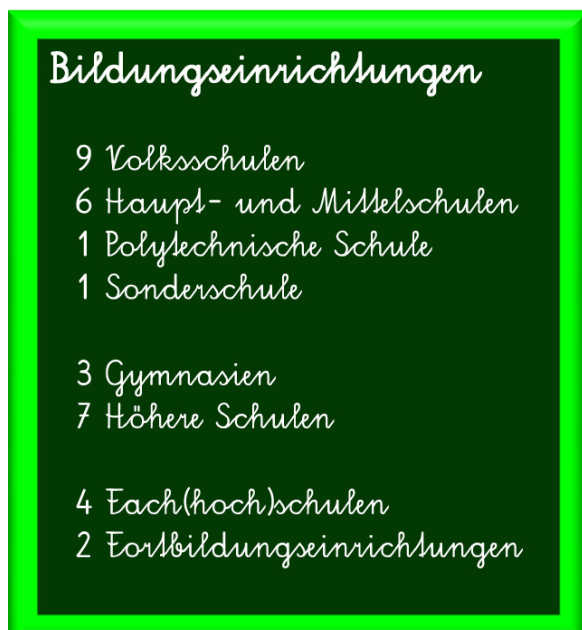 Bildungseinrichtungen
9 Volksschulen
6 Haupt- und Mittelschulen
1 Polytechnische Schule
1 Sonderschule
3 Gymnasien
7 Höhere Schulen
4 Fach(hoch)schulen
2 Fortbildungseinrichtungen